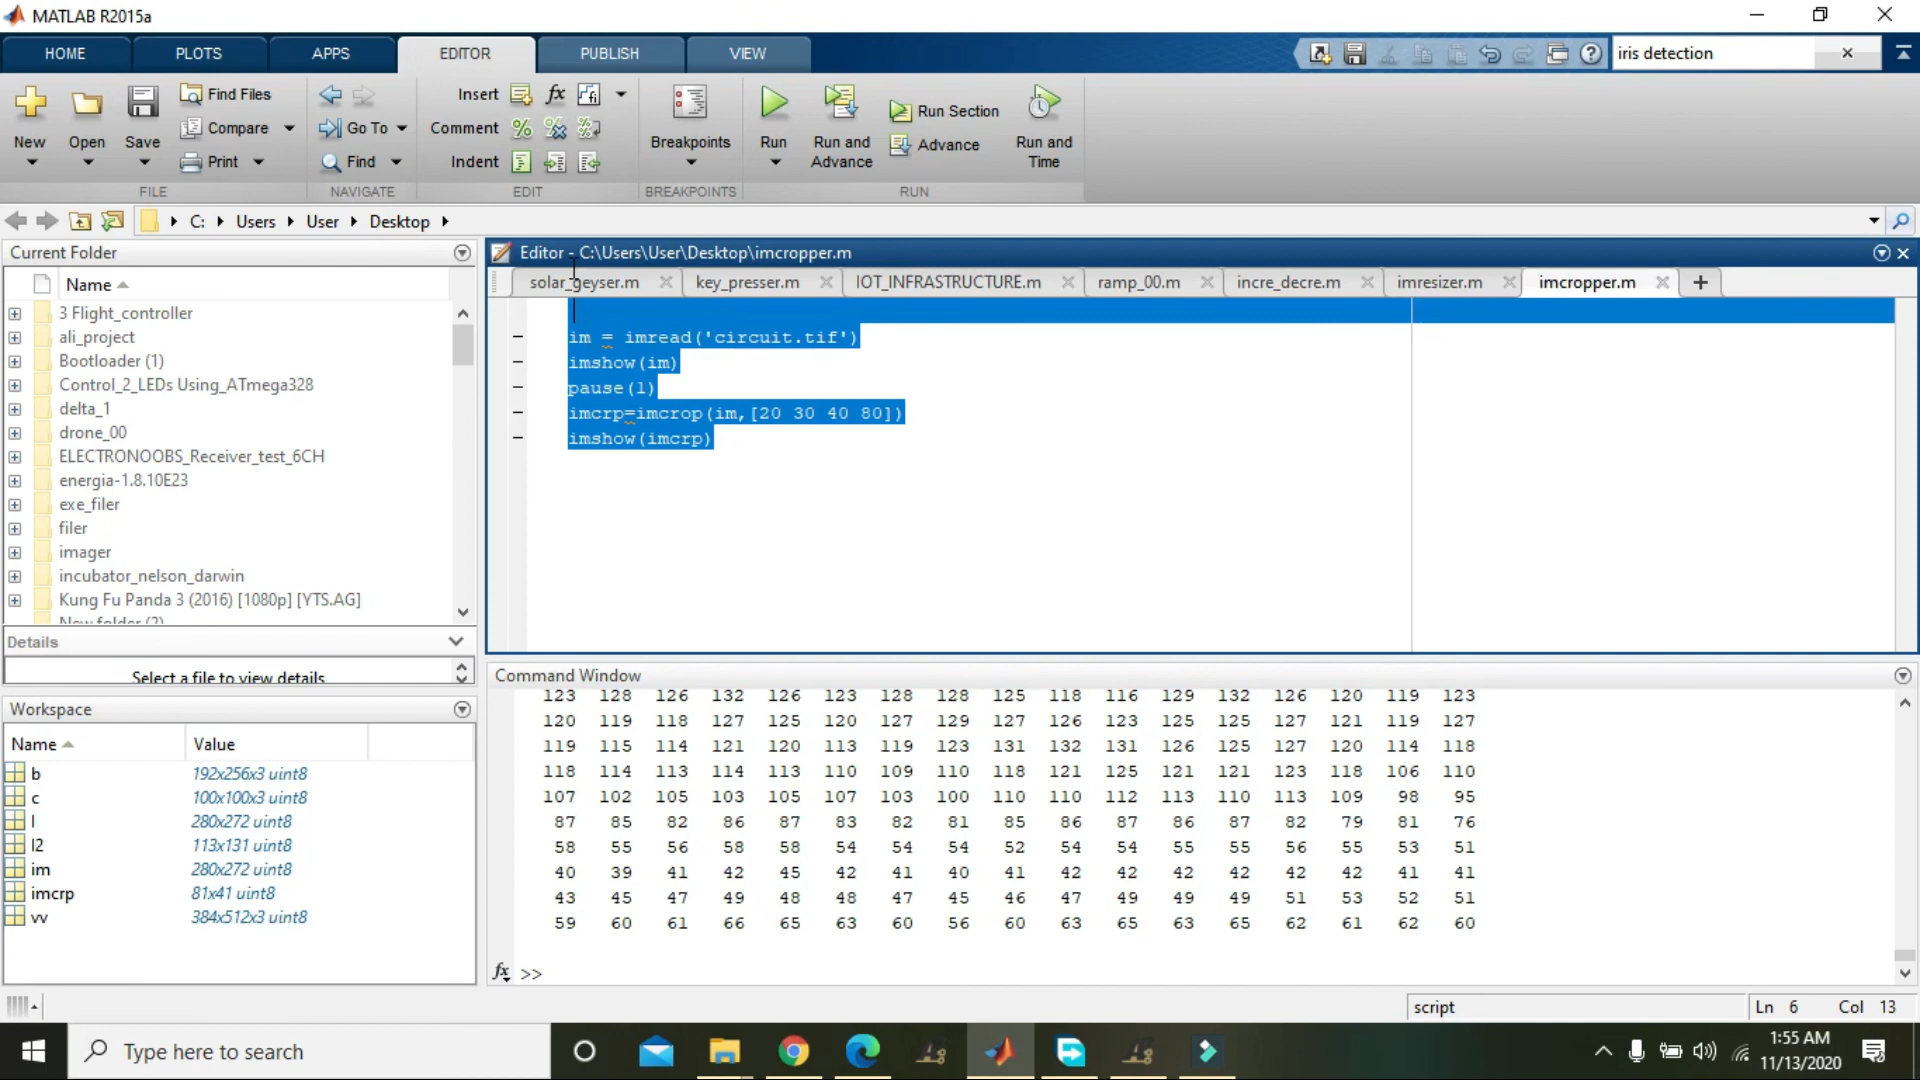 MATLAB R2015a
HOME PLOTS APPS EDITOR PUBLISH VIEW iris detection
New Open Save Find Files Compare Print
FILE
Go To Find
NAVIGATE
Insert fx
Comment
Indent
EDIT
Breakpoints
BREAKPOINTS
Run Run and Advance Run Section Advance Run and Time
RUN
C: Users User Desktop
Current Folder
Name
3 Flight_controller
ali_project
Bootloader (1)
Control_2_LEDs Using_ATmega328
delta_1
drone_00
ELECTRONOOBS_Receiver_test_6CH
energia-1.8.10E23
exe_filer
filer
imager
incubator_nelson_darwin
Kung Fu Panda 3 (2016) [1080p] [YTS.AG]
New folder (2)
Details
Select a file to view details
Workspace
Name Value
b 192x256x3 uint8
c 100x100x3 uint8
I 280x272 uint8
I2 113x131 uint8
im 280x272 uint8
imcrp 81x41 uint8
vv 384x512x3 uint8
Editor - C:\Users\User\Desktop\imcropper.m
solar_geyser.m key_presser.m IOT_INFRASTRUCTURE.m ramp_00.m incre_decre.m imresizer.m imcropper.m
im = imread('circuit.tif')
imshow(im)
pause(1)
imcrp=imcrop(im,[20 30 40 80])
imshow(imcrp)
Command Window
123 128 126 132 126 123 128 128 125 118 116 129 132 126 120 119 123
120 119 118 127 125 120 127 129 127 126 123 125 125 127 121 119 127
119 115 114 121 120 113 119 123 131 132 131 126 125 127 120 114 118
118 114 113 114 113 110 109 110 118 121 125 121 121 123 118 106 110
107 102 105 103 105 107 103 100 110 110 112 113 110 113 109 98 95
87 85 82 86 87 83 82 81 85 86 87 86 87 82 79 81 76
58 55 56 58 58 54 54 54 52 54 54 55 55 56 55 53 51
40 39 41 42 45 42 41 40 41 42 42 42 42 42 42 41 41
43 45 47 49 48 48 47 45 46 47 49 49 49 51 53 52 51
59 60 61 66 65 63 60 56 60 63 65 63 65 62 61 62 60
fx >>
script Ln 6 Col 13
Type here to search
1:55 AM
11/13/2020